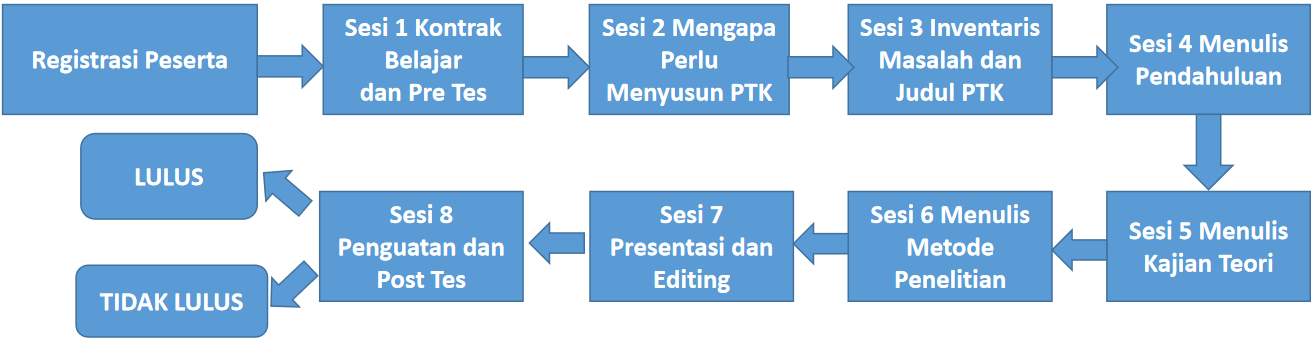 Registrasi Peserta
Sesi 1 Kontrak
Belajar
dan Pre Tes
Sesi 2 Mengapa
Perlu
Menyusun PTK
Sesi 3 Inventaris
Masalah dan
Judul PTK
Sesi 4 Menulis
Pendahuluan
Sesi 5 Menulis
Kajian Teori
Sesi 6 Menulis
Metode
Penelitian
Sesi 7
Presentasi dan
Editing
Sesi 8
Penguatan dan
Post Tes
LULUS
TIDAK LULUS